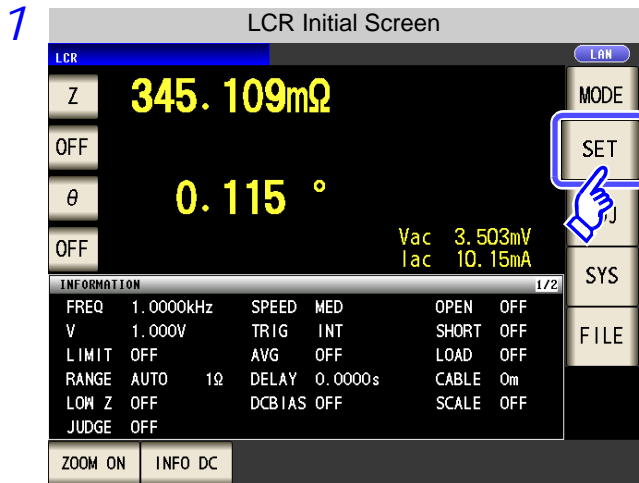 1
LCR Initial Screen
LCR
LAN
Z 345.109mΩ
MODE
OFF
SET
θ 0.115 °
OFF
Vac 3.503mV
Iac 10.15mA
SYS
INFORMATION 1/2
FREQ 1.0000kHz SPEED MED OPEN OFF
V 1.000V TRIG INT SHORT OFF
FILE
LIMIT OFF AVG OFF LOAD OFF
RANGE AUTO 1Ω DELAY 0.0000s CABLE 0m
LOW Z OFF DCBIAS OFF SCALE OFF
JUDGE OFF
ZOOM ON INFO DC